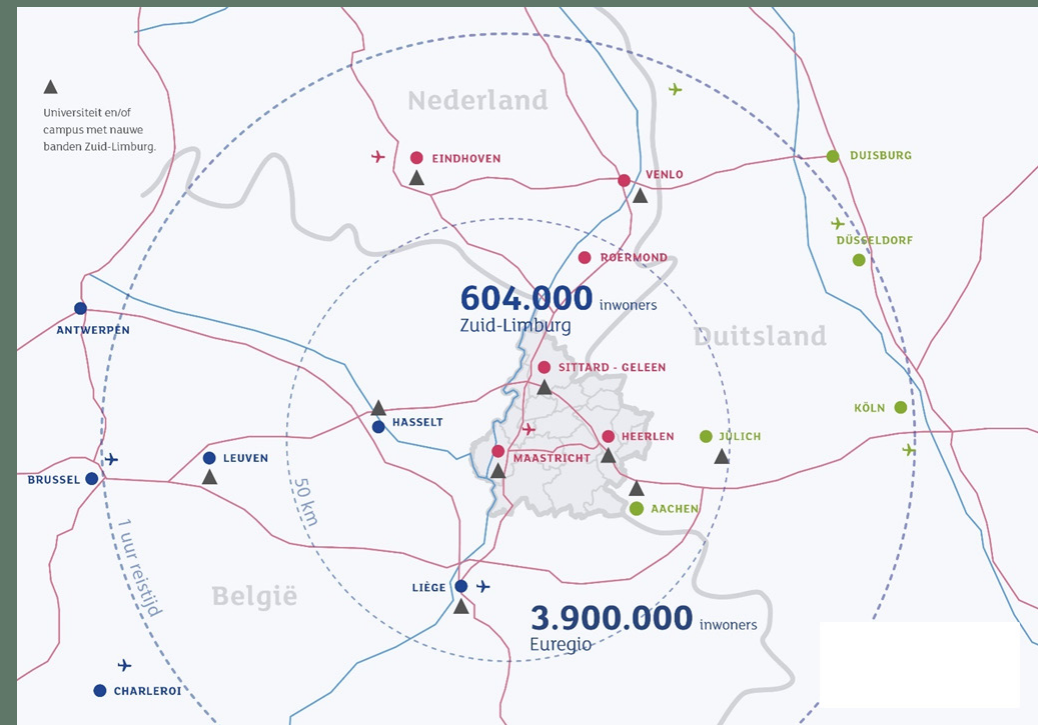 Nederland
Universiteit en/of
campus met nauwe
banden Zuid-Limburg.
EINDHOVEN
VENLO
DUISBURG
DÜSSELDORF
ROERMOND
604.000 inwoners
Zuid-Limburg
ANTWERPEN
Duitsland
SITTARD - GELEEN
KÖLN
HASSELT
HEERLEN
JÜLICH
LEUVEN
MAASTRICHT
BRUSSEL
50 km
AACHEN
1 uur reistijd
België
LIÈGE
3.900.000 inwoners
Euregio
CHARLEROI